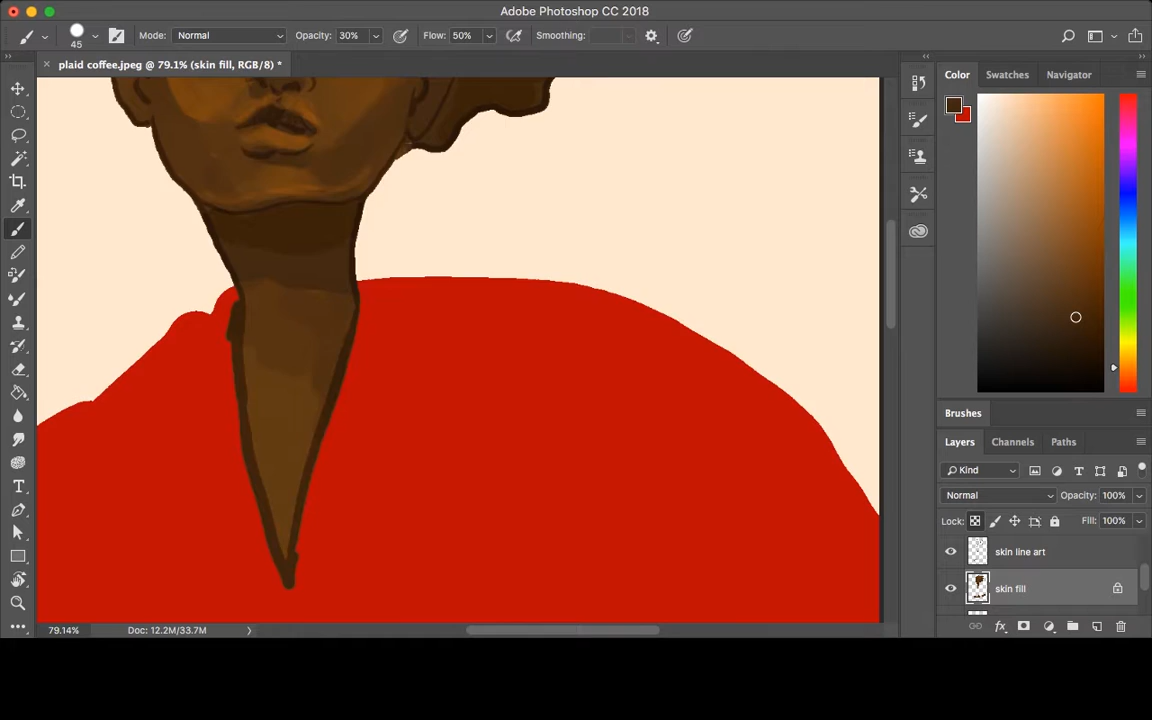 Adobe Photoshop CC 2018
45 Mode: Normal Opacity: 30% Flow: 50% Smoothing:
plaid coffee.jpeg @ 79.1% (skin fill, RGB/8) *
Color Swatches Navigator
Brushes
Layers Channels Paths
Kind
Normal Opacity: 100%
Lock: Fill: 100%
skin line art
skin fill
fx
79.14% Doc: 12.2M/33.7M